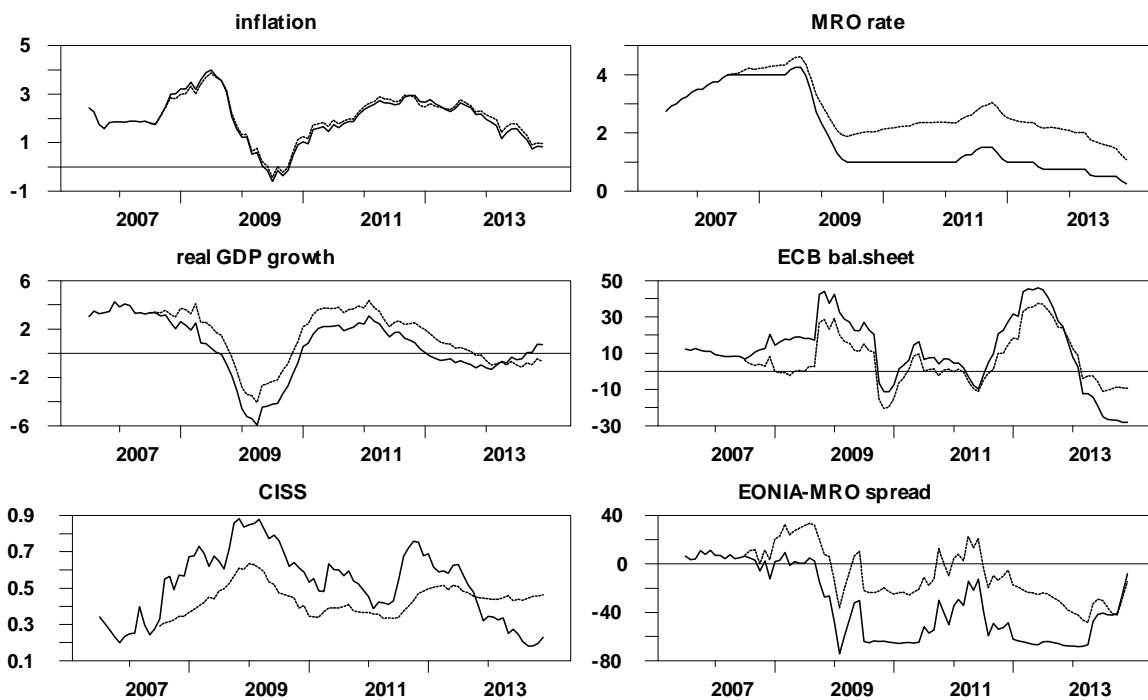 inflation
5
3
1
-1
2007 2009 2011 2013
MRO rate
4
2
0
2007 2009 2011 2013
real GDP growth
6
2
-2
-6
2007 2009 2011 2013
ECB bal.sheet
50
30
10
-10
-30
2007 2009 2011 2013
CISS
0.9
0.7
0.5
0.3
0.1
2007 2009 2011 2013
EONIA-MRO spread
40
0
-40
-80
2007 2009 2011 2013